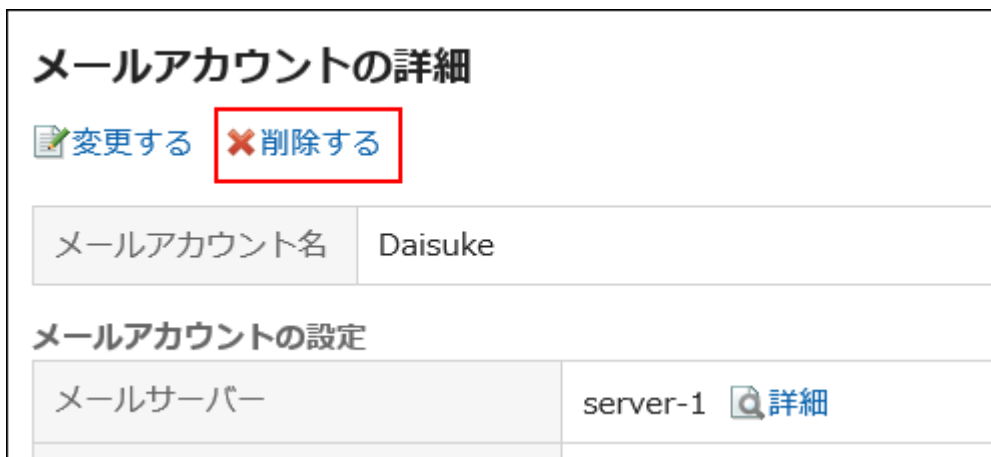 メールアカウントの詳細
変更する 削除する
メールアカウント名 Daisuke
メールアカウントの設定
メールサーバー server-1 詳細